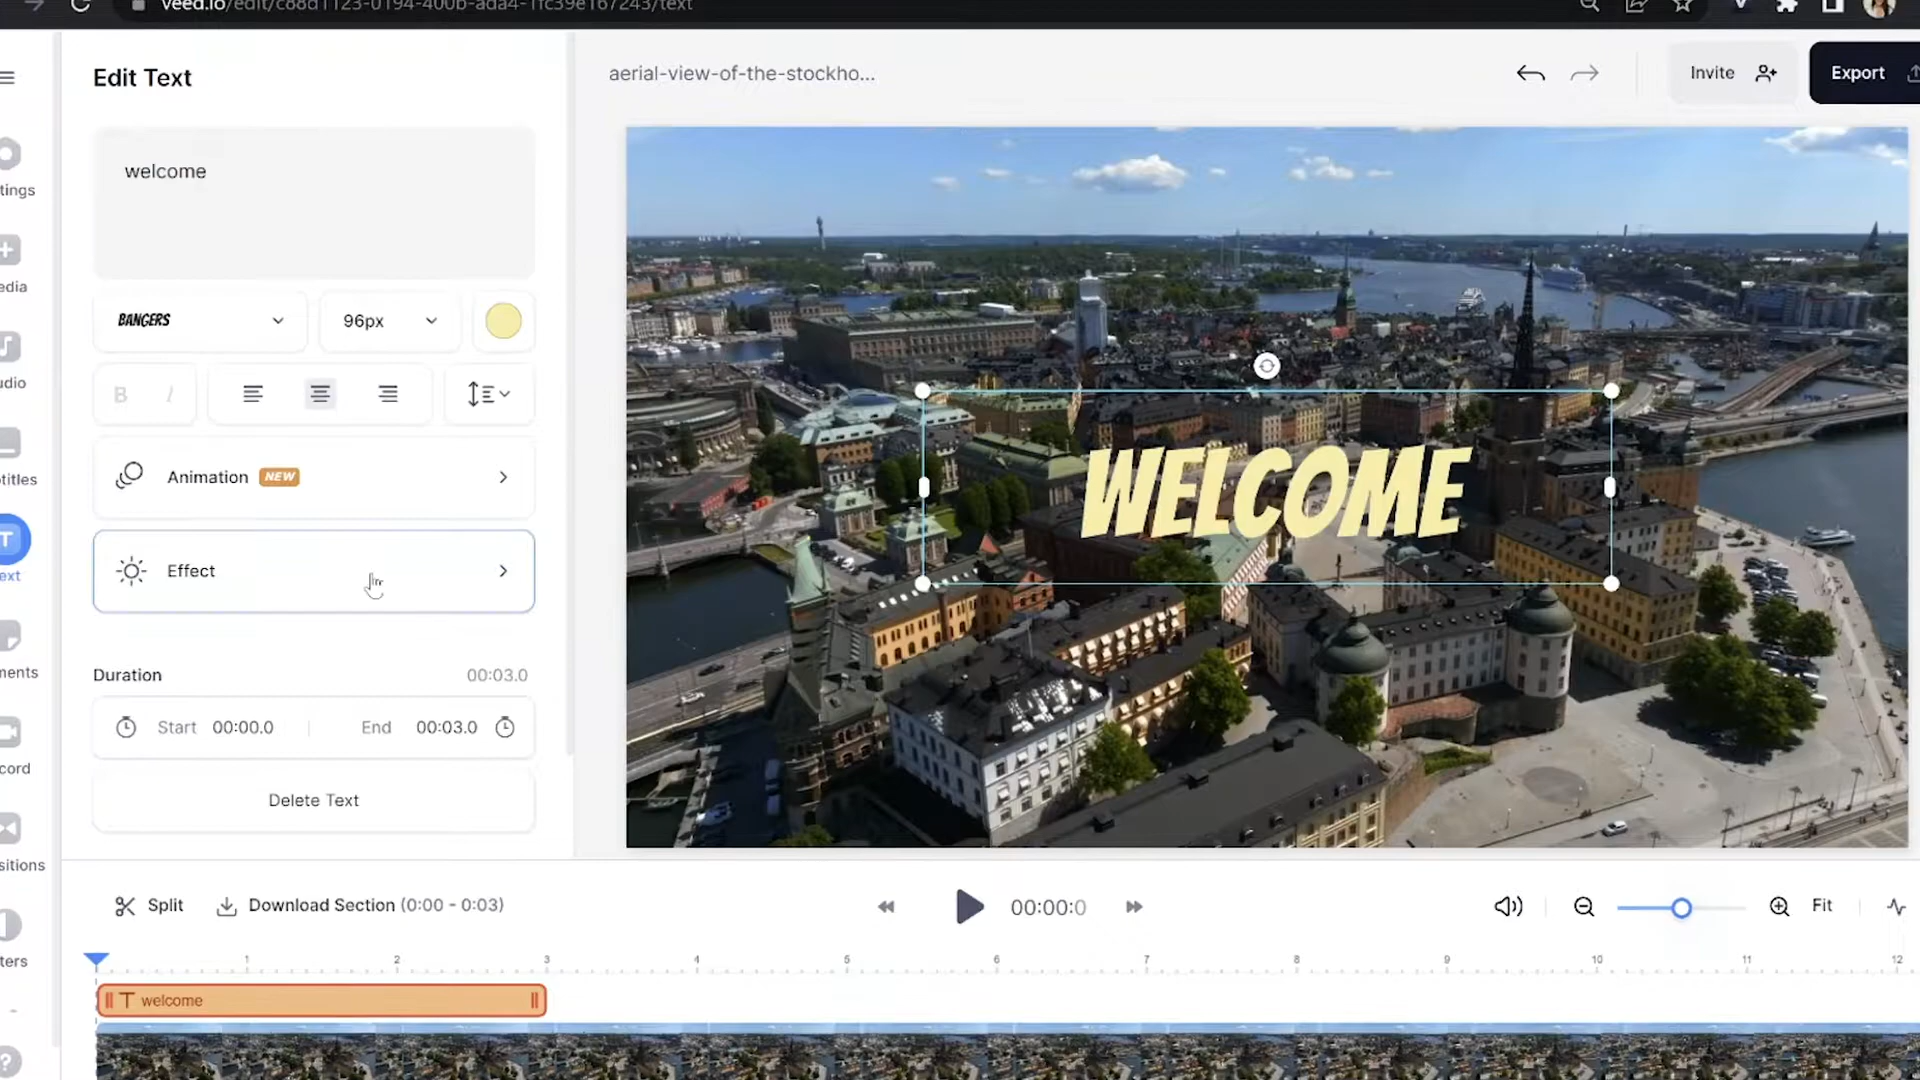 veed.io/edit/c88d1123-0194-400b-ada4-1fc39e167243/text
Edit Text
aerial-view-of-the-stockho...
Invite
Export
welcome
BANGERS
96px
B I
Animation NEW
Effect
Duration 00:03.0
Start 00:00.0 End 00:03.0
Delete Text
tings
edia
udio
titles
T
ext
ments
cord
sitions
ters
?
WELCOME
Split
Download Section (0:00 - 0:03)
00:00:0
Fit
1 2 3 4 5 6 7 8 9 10 11 12
T welcome